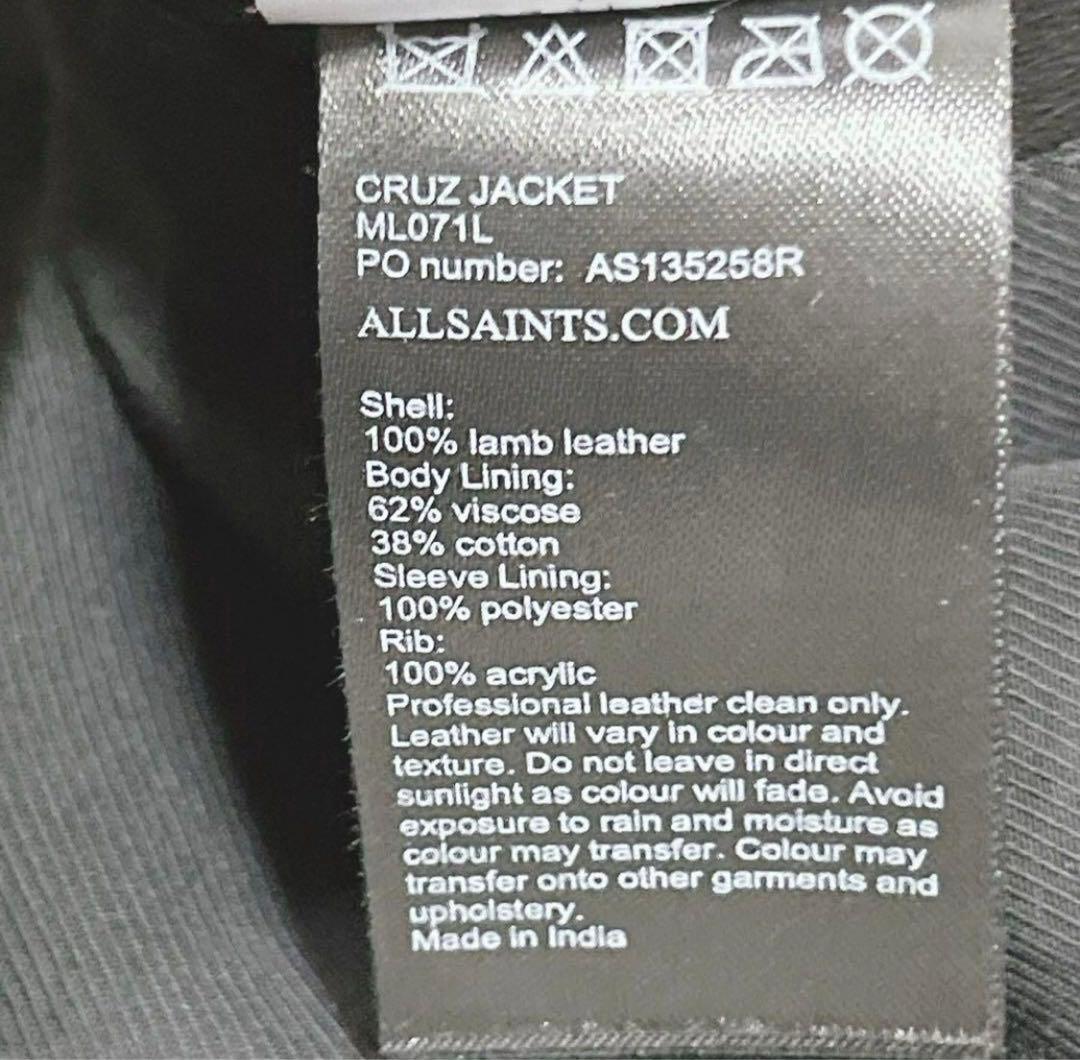 CRUZ JACKET
ML071L
PO number: AS135258R
ALLSAINTS.COM
Shell:
100% lamb leather
Body Lining:
62% viscose
38% cotton
Sleeve Lining:
100% polyester
Rib:
100% acrylic
Professional leather clean only.
Leather will vary in colour and
texture. Do not leave in direct
sunlight as colour will fade. Avoid
exposure to rain and moisture as
colour may transfer. Colour may
transfer onto other garments and
upholstery.
Made in India